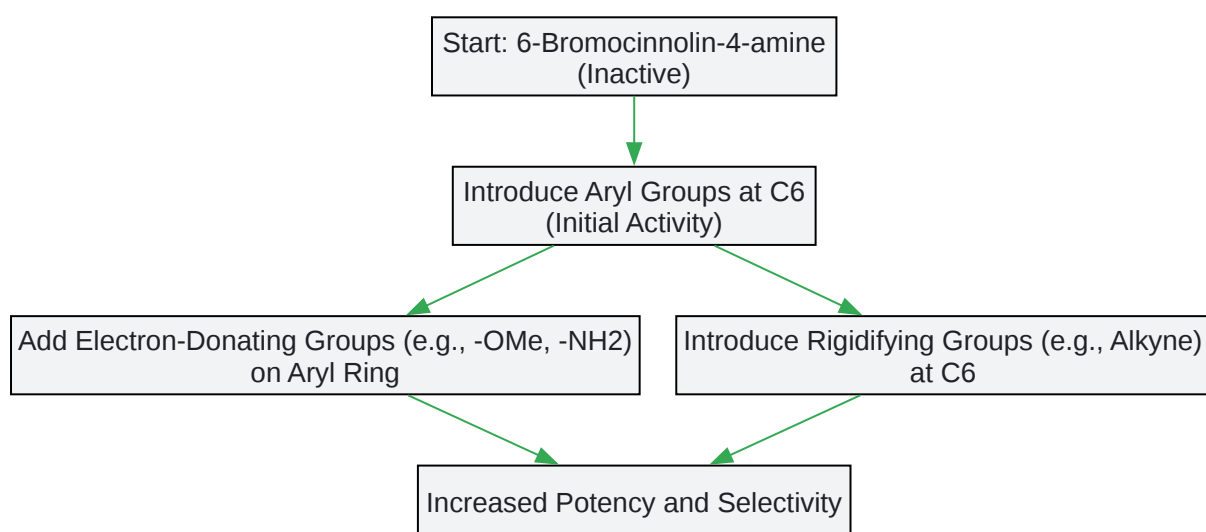 Start: 6-Bromocinnolin-4-amine
(Inactive)
Introduce Aryl Groups at C6
(Initial Activity)
Add Electron-Donating Groups (e.g., -OMe, -NH2)
on Aryl Ring
Introduce Rigidifying Groups (e.g., Alkyne)
at C6
Increased Potency and Selectivity